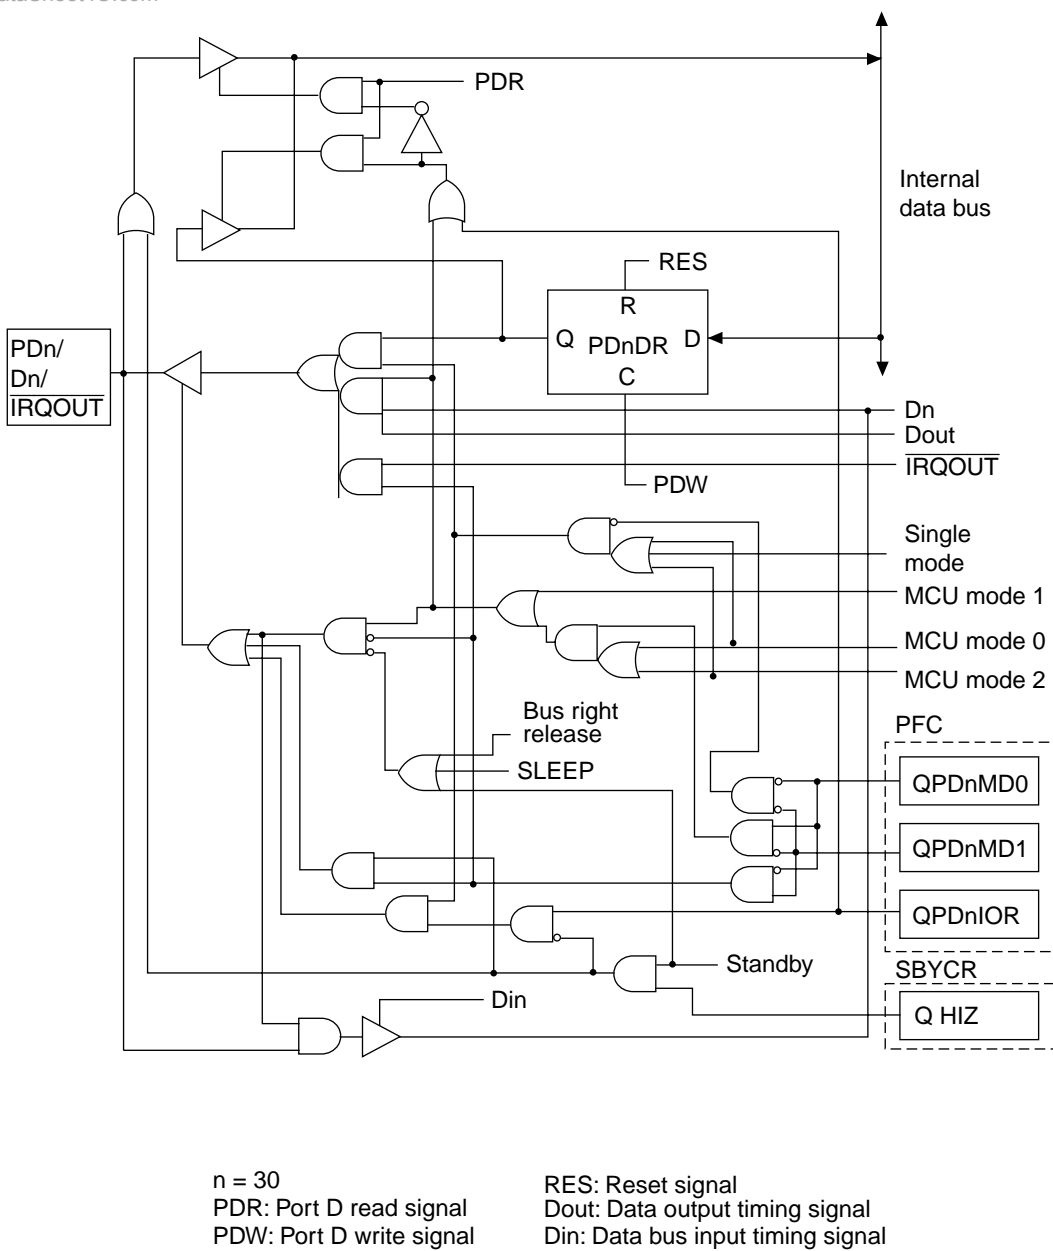 PDR
Internal
data bus
RES
R
Q PDnDR D
C
PDn/
Dn/
IRQOUT
Dn
Dout
IRQOUT
PDW
Single
mode
MCU mode 1
MCU mode 0
MCU mode 2
Bus right
release
SLEEP
PFC
QPDnMD0
QPDnMD1
QPDnIOR
Standby
SBYCR
Din
Q HIZ
n = 30
PDR: Port D read signal
PDW: Port D write signal
RES: Reset signal
Dout: Data output timing signal
Din: Data bus input timing signal